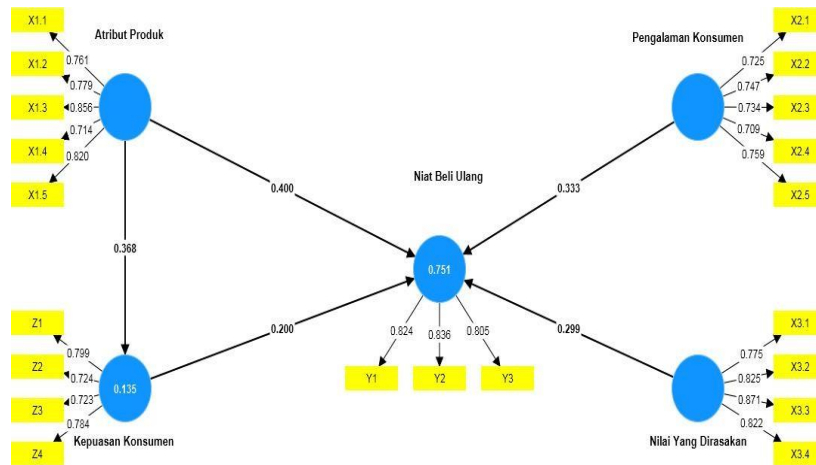 Atribut Produk
X1.1
X1.2
X1.3
X1.4
X1.5
0.761
0.779
0.856
0.714
0.820
Pengalaman Konsumen
X2.1
X2.2
X2.3
X2.4
X2.5
0.725
0.747
0.734
0.709
0.759
Niat Beli Ulang
0.400
0.333
0.368
0.751
0.200
0.299
0.824
0.836
0.805
Y1
Y2
Y3
Z1
Z2
Z3
Z4
0.799
0.724
0.723
0.784
0.135
Kepuasan Konsumen
X3.1
X3.2
X3.3
X3.4
0.775
0.825
0.871
0.822
Nilai Yang Dirasakan